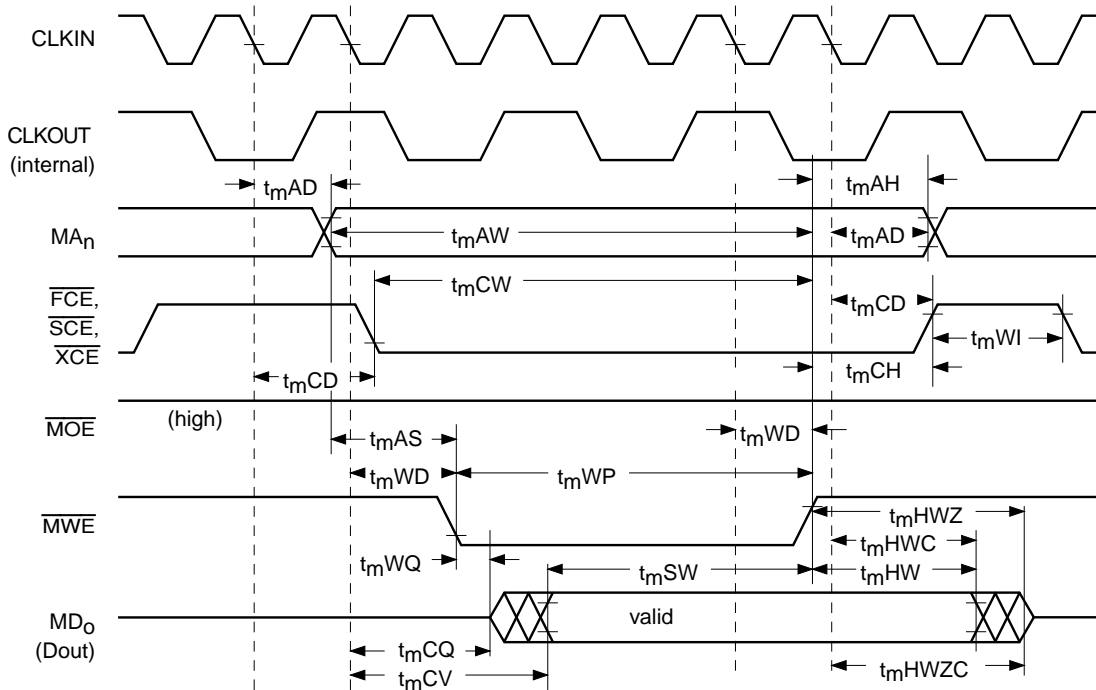 CLKIN
CLKOUT
(internal)
tmAD
tmAH
MAn
tmAW
tmAD
tmCW
FCE,
SCE,
XCE
tmCD
tmWI
tmCH
tmCD
MOE
(high)
tmAS
tmWD
tmWD
tmWP
MWE
tmHWZ
tmHWC
tmWQ
tmSW
tmHW
MDo
(Dout)
valid
tmCQ
tmHWZC
tmCV